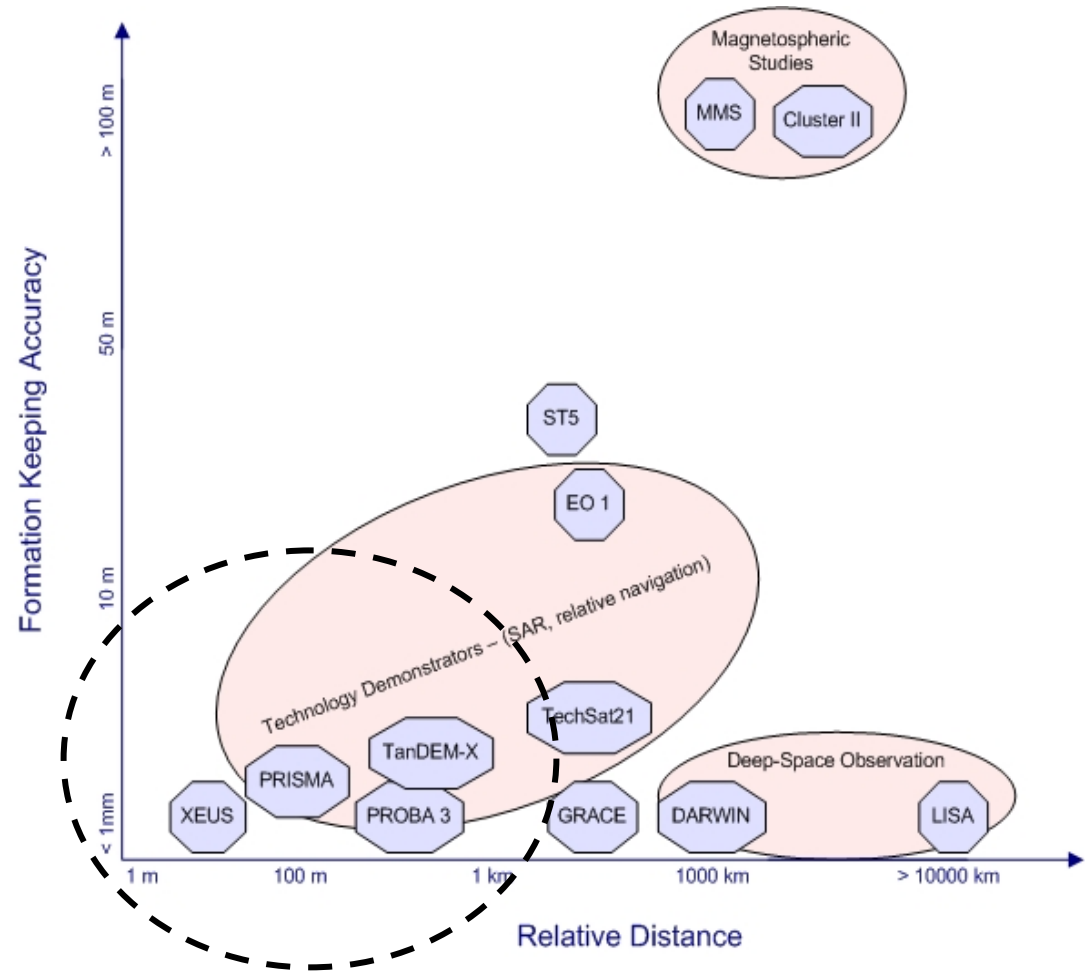 Magnetospheric
Studies
MMS
Cluster II
> 100 m
Formation Keeping Accuracy
50 m
ST5
EO 1
10 m
Technology Demonstrators – (SAR, relative navigation)
TechSat21
TanDEM-X
Deep-Space Observation
PRISMA
XEUS
PROBA 3
GRACE
DARWIN
LISA
< 1mm
1 m
100 m
1 km
1000 km
> 10000 km
Relative Distance